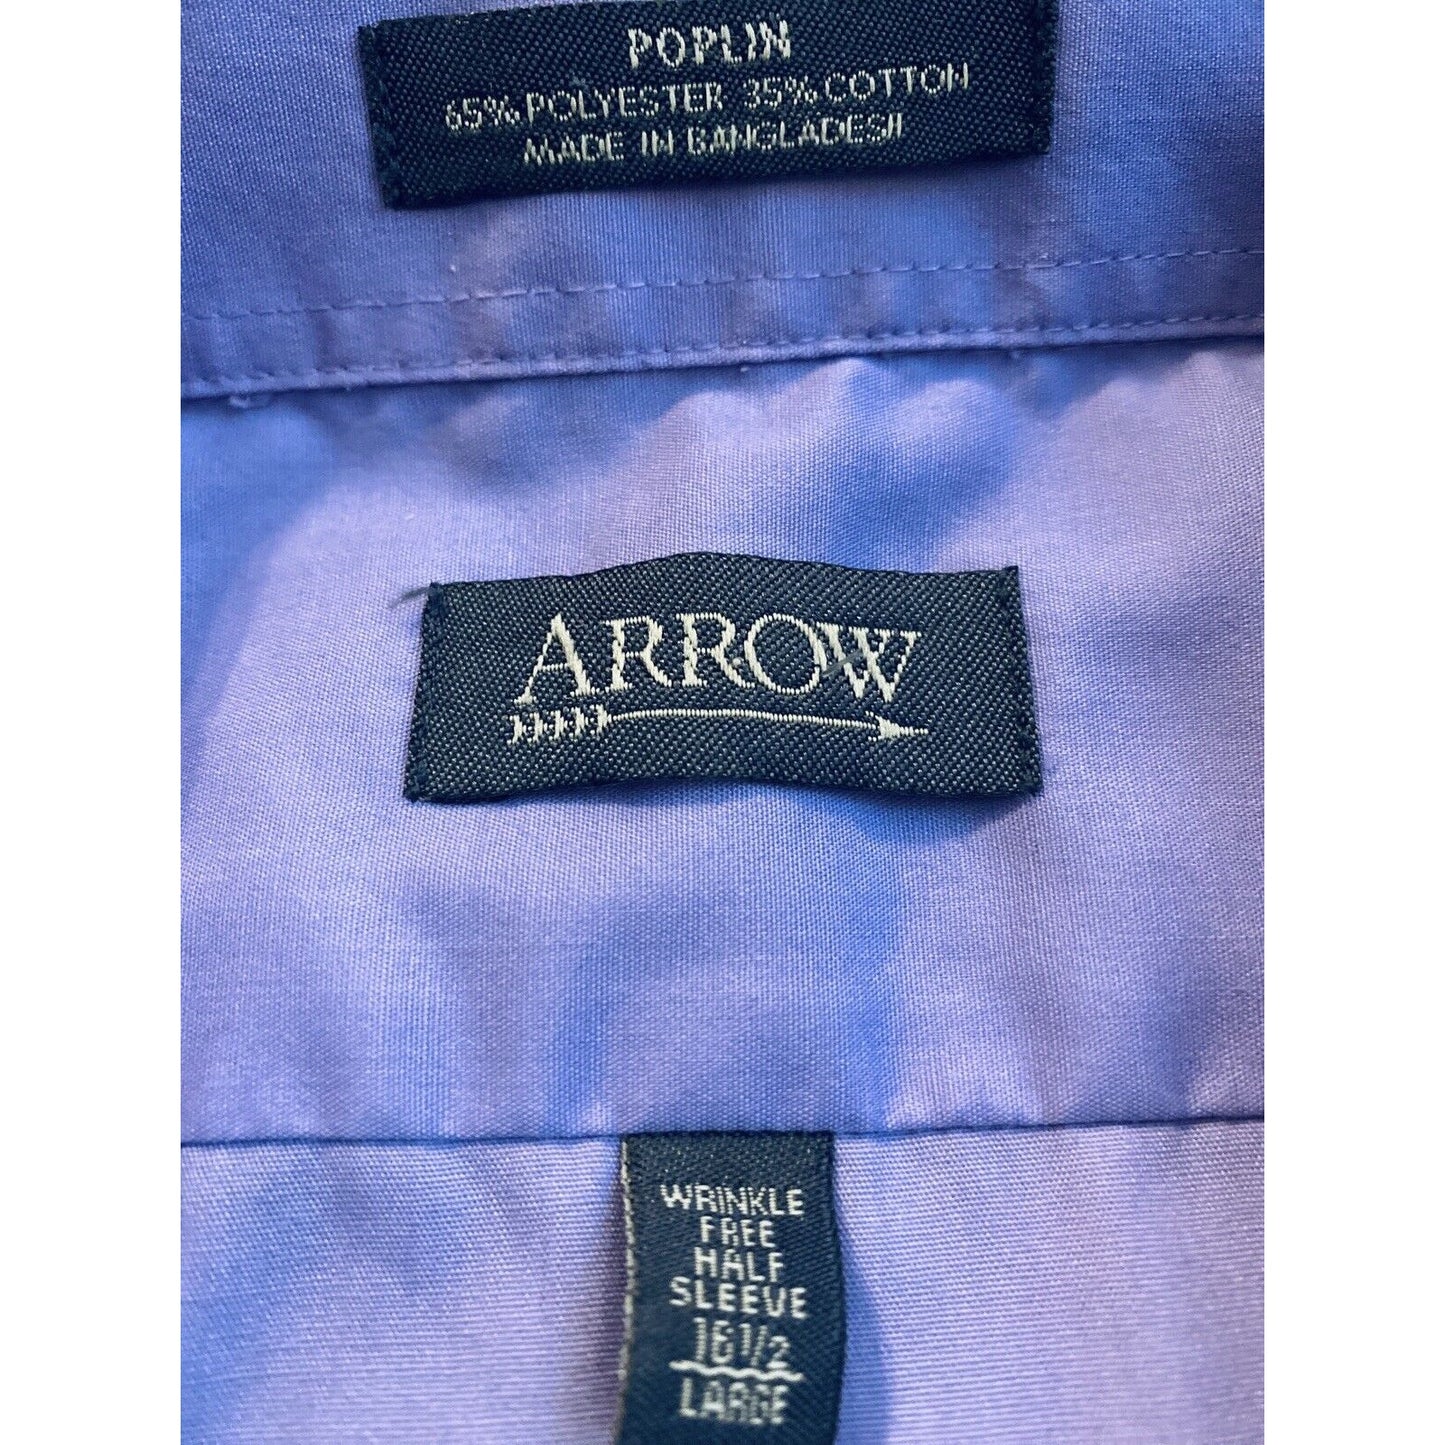 POPLIN
65% POLYESTER 35% COTTON
MADE IN BANGLADESH
ARROW
WRINKLE
FREE
HALF
SLEEVE
16 1/2
LARGE